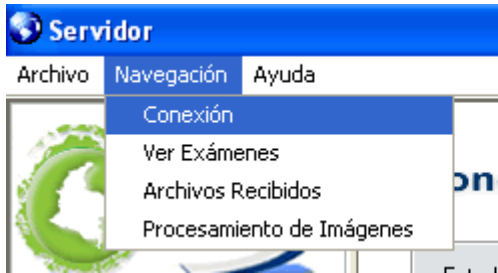 Servidor
Archivo Navegación Ayuda
Conexión
Ver Exámenes
Archivos Recibidos
Procesamiento de Imágenes